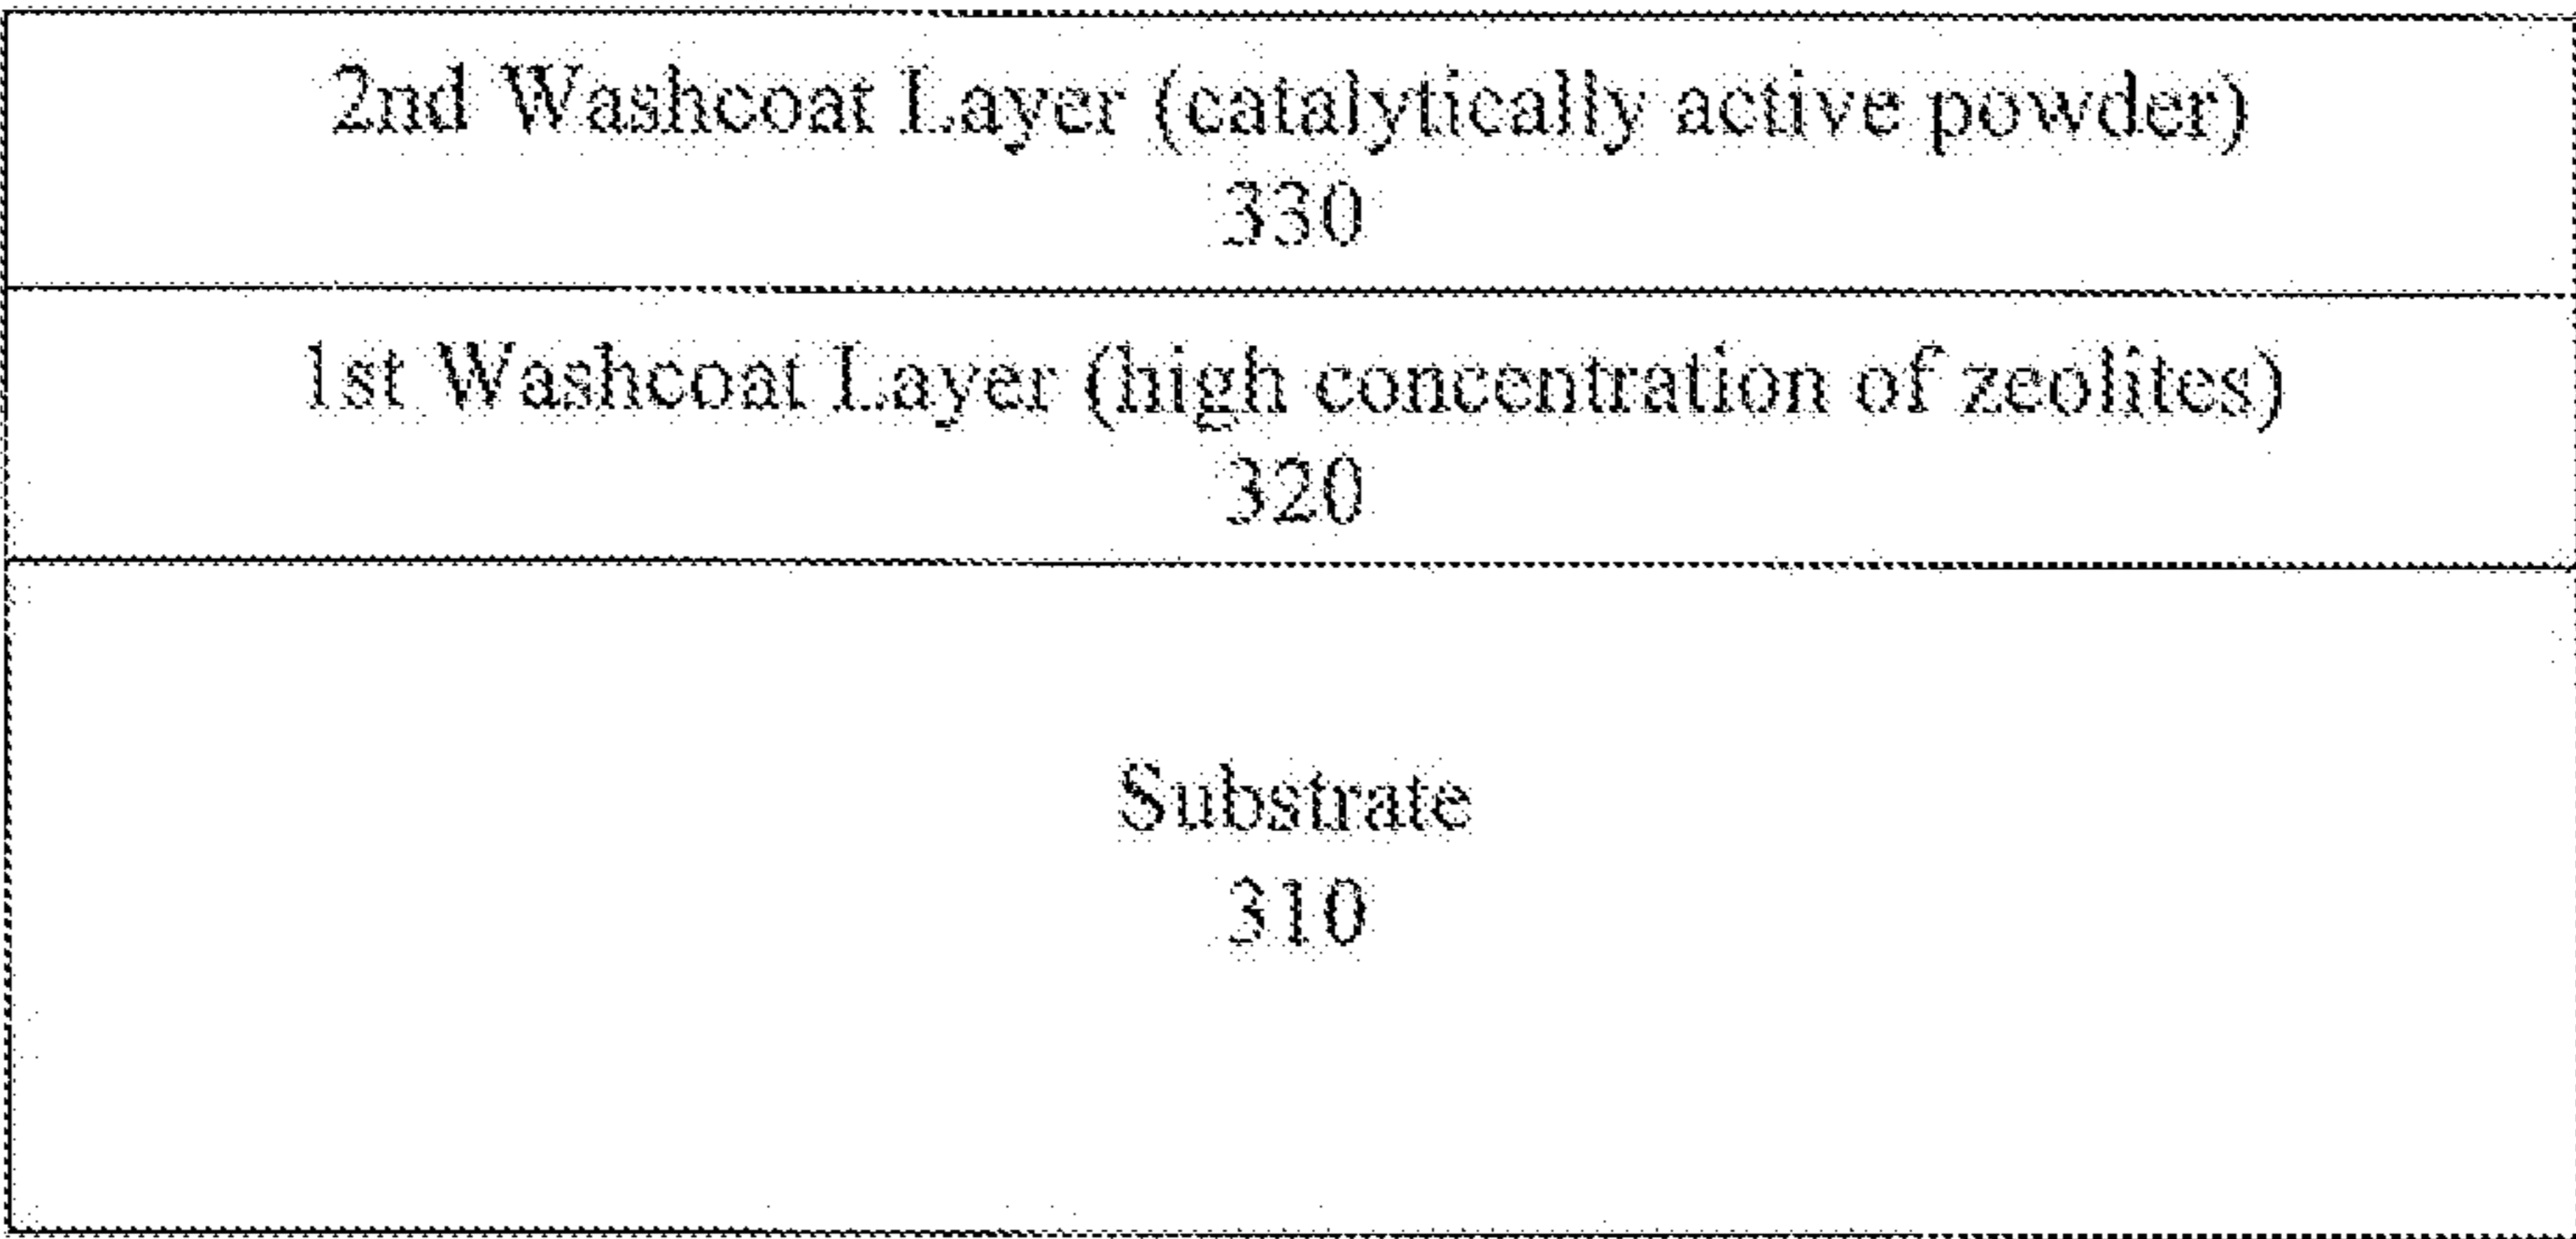 2nd Washcoat Layer (catalytically active powder)
330
1st Washcoat Layer (high concentration of zeolites)
320
Substrate
310